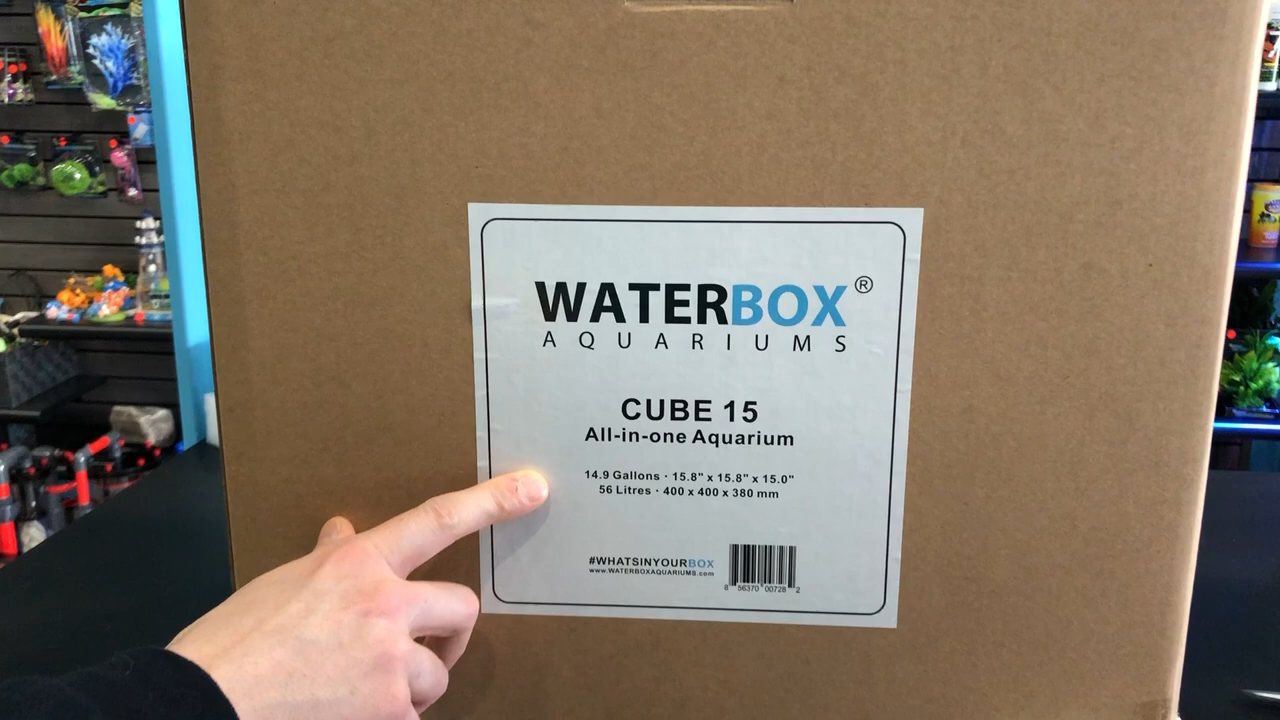 WATERBOX®
AQUARIUMS
CUBE 15
All-in-one Aquarium
14.9 Gallons · 15.8" x 15.8" x 15.0"
56 Litres · 400 x 400 x 380 mm
#WHATSINYOURBOX
www.WATERBOXAQUARIUMS.com
8 56370 00728 2